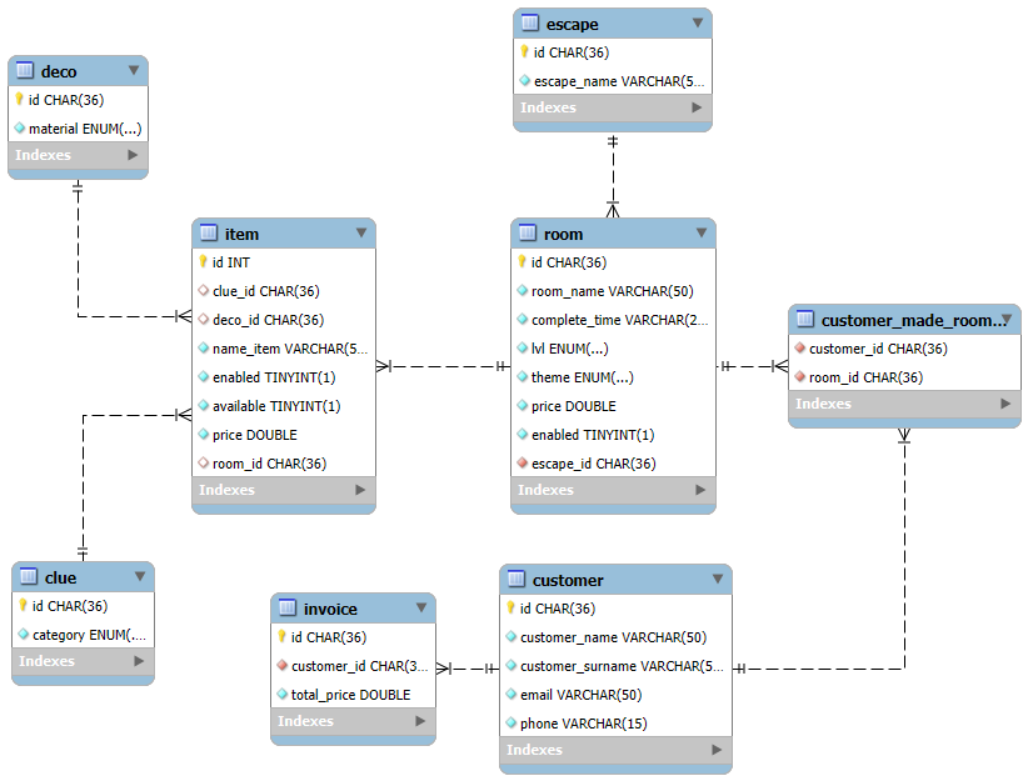 escape
id CHAR(36)
escape_name VARCHAR(5...
Indexes
deco
id CHAR(36)
material ENUM(...)
Indexes
item
id INT
clue_id CHAR(36)
deco_id CHAR(36)
name_item VARCHAR(5...
enabled TINYINT(1)
available TINYINT(1)
price DOUBLE
room_id CHAR(36)
Indexes
room
id CHAR(36)
room_name VARCHAR(50)
complete_time VARCHAR(2...
lvl ENUM(...)
theme ENUM(...)
price DOUBLE
enabled TINYINT(1)
escape_id CHAR(36)
Indexes
customer_made_room...
customer_id CHAR(36)
room_id CHAR(36)
Indexes
clue
id CHAR(36)
category ENUM(....
Indexes
invoice
id CHAR(36)
customer_id CHAR(3...
total_price DOUBLE
Indexes
customer
id CHAR(36)
customer_name VARCHAR(50)
customer_surname VARCHAR(5...
email VARCHAR(50)
phone VARCHAR(15)
Indexes